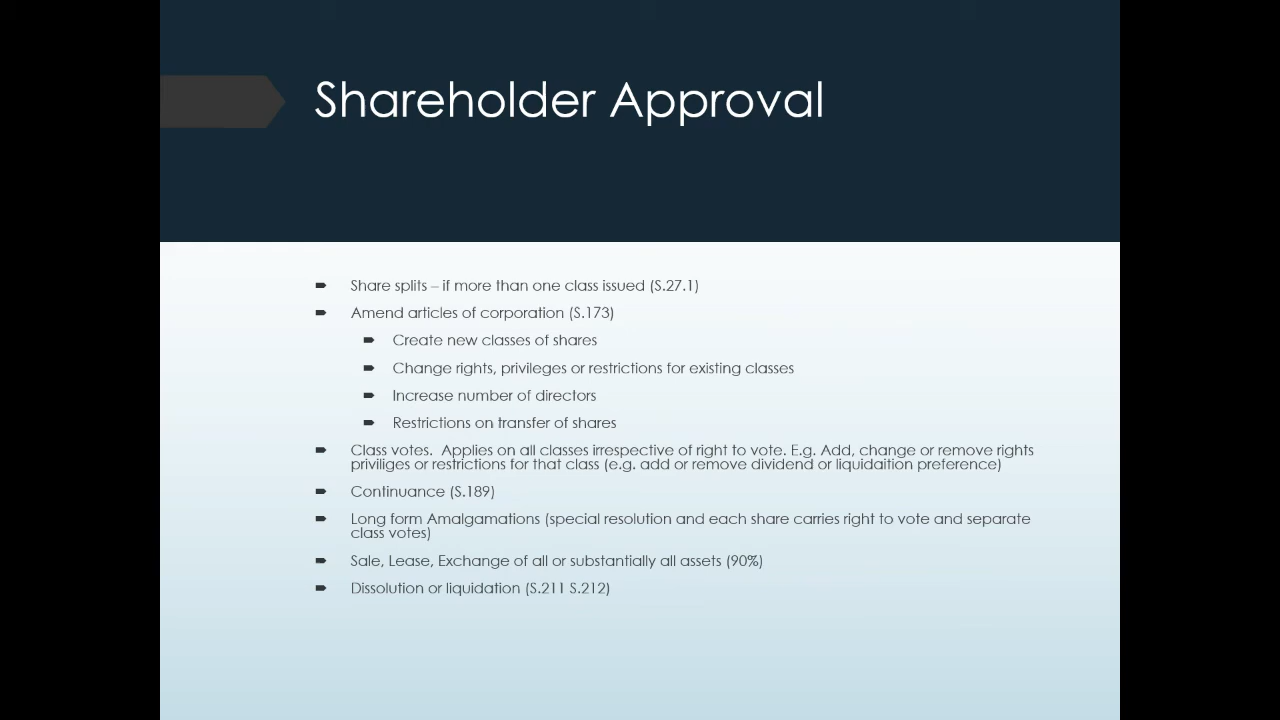 Shareholder Approval
Share splits – if more than one class issued (S.27.1)
Amend articles of corporation (S.173)
Create new classes of shares
Change rights, privileges or restrictions for existing classes
Increase number of directors
Restrictions on transfer of shares
Class votes.  Applies on all classes irrespective of right to vote. E.g. Add, change or remove rights
priviliges or restrictions for that class (e.g. add or remove dividend or liquidaition preference)
Continuance (S.189)
Long form Amalgamations (special resolution and each share carries right to vote and separate
class votes)
Sale, Lease, Exchange of all or substantially all assets (90%)
Dissolution or liquidation (S.211 S.212)